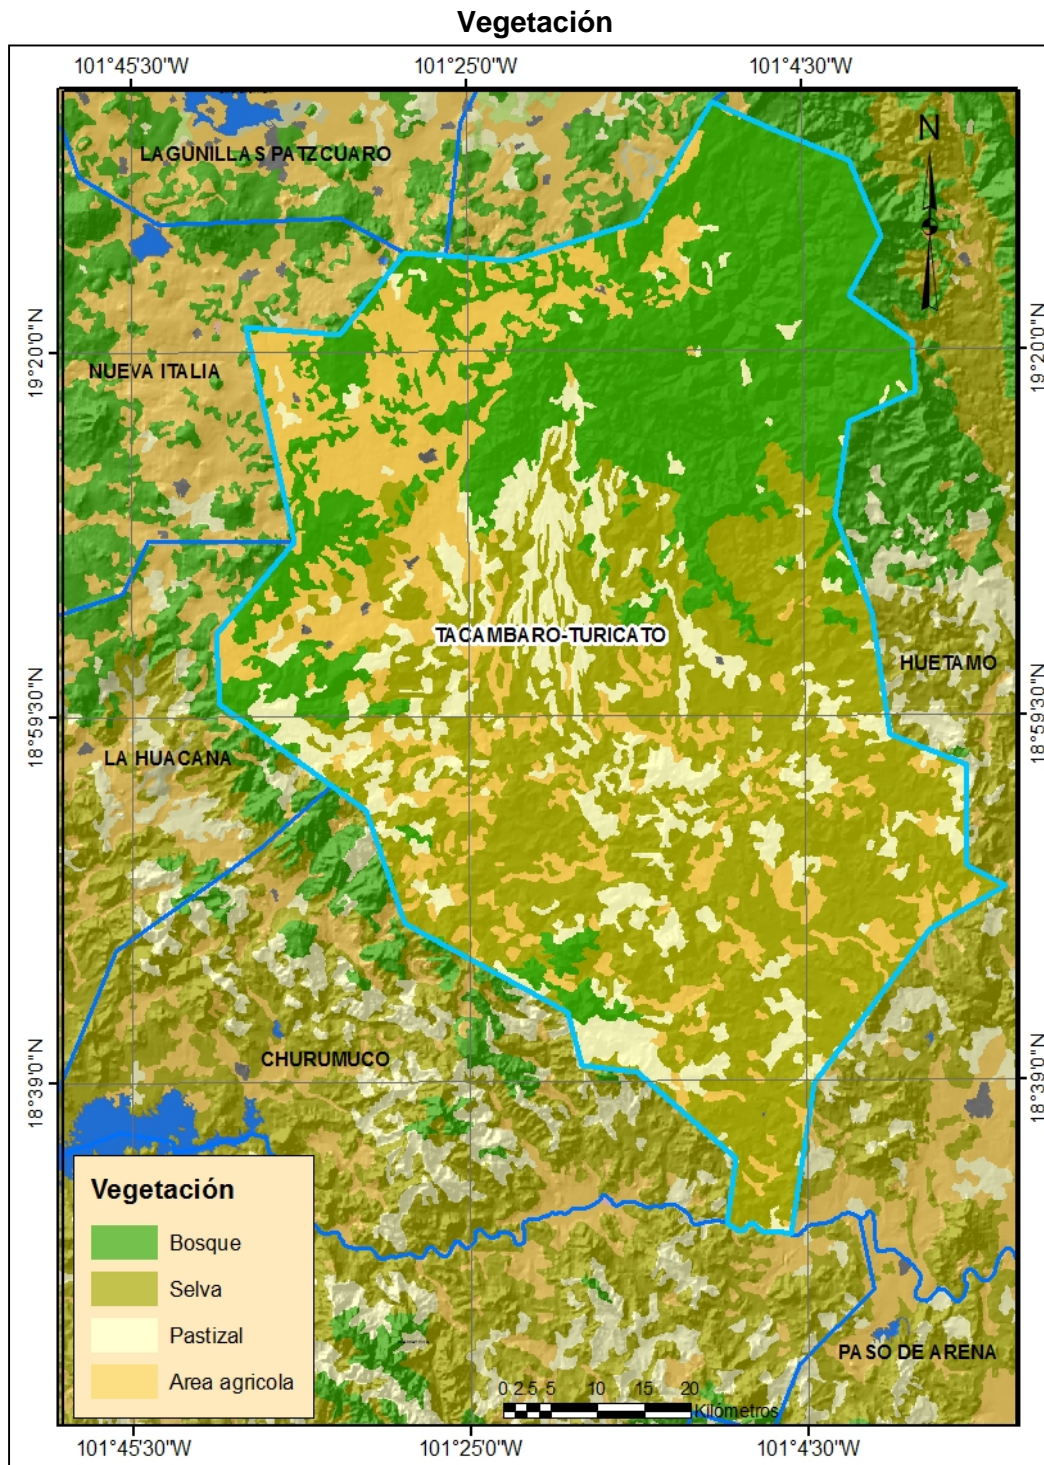 Vegetación
101°45'30"W 101°25'0"W 101°4'30"W
N
LAGUNILLAS PATZCUARO
19°20'0"N
19°20'0"N
NUEVA ITALIA
TACAMBARO-TURICATO
HUETAMO
18°59'30"N
18°59'30"N
LA HUACANA
CHURUMUCO
18°39'0"N
18°39'0"N
Vegetación
Bosque
Selva
Pastizal
Area agricola
PASO DE ARENA
0 2.5 5 10 15 20
Kilómetros
101°45'30"W 101°25'0"W 101°4'30"W